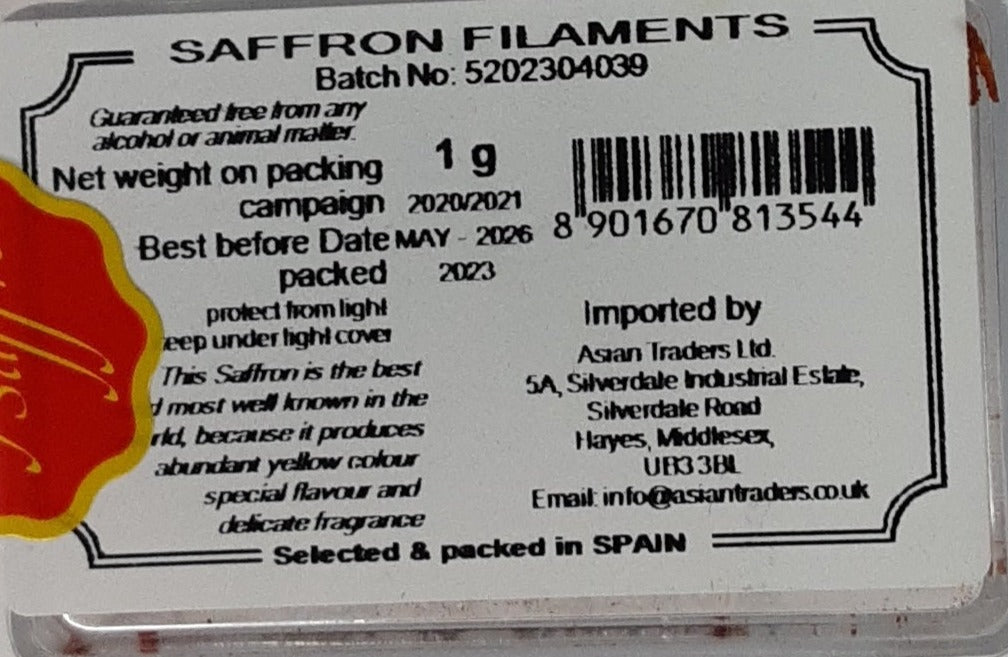 SAFFRON FILAMENTS
Batch No: 5202304039
Guaranteed free from any
alcohol or animal matter.
Net weight on packing 1 g
campaign 2020/2021
Best before Date MAY - 2026
packed 2023
protect from light
eep under light cover
This Saffron is the best
d most well known in the
rld, because it produces
abundant yellow colour
special flavour and
delicate fragrance
8 901670 813544
Imported by
Asian Traders Ltd.
5A, Silverdale Industrial Estate,
Silverdale Road
Hayes, Middlesex,
UB3 3BL
Email: info@asiantraders.co.uk
Selected & packed in SPAIN